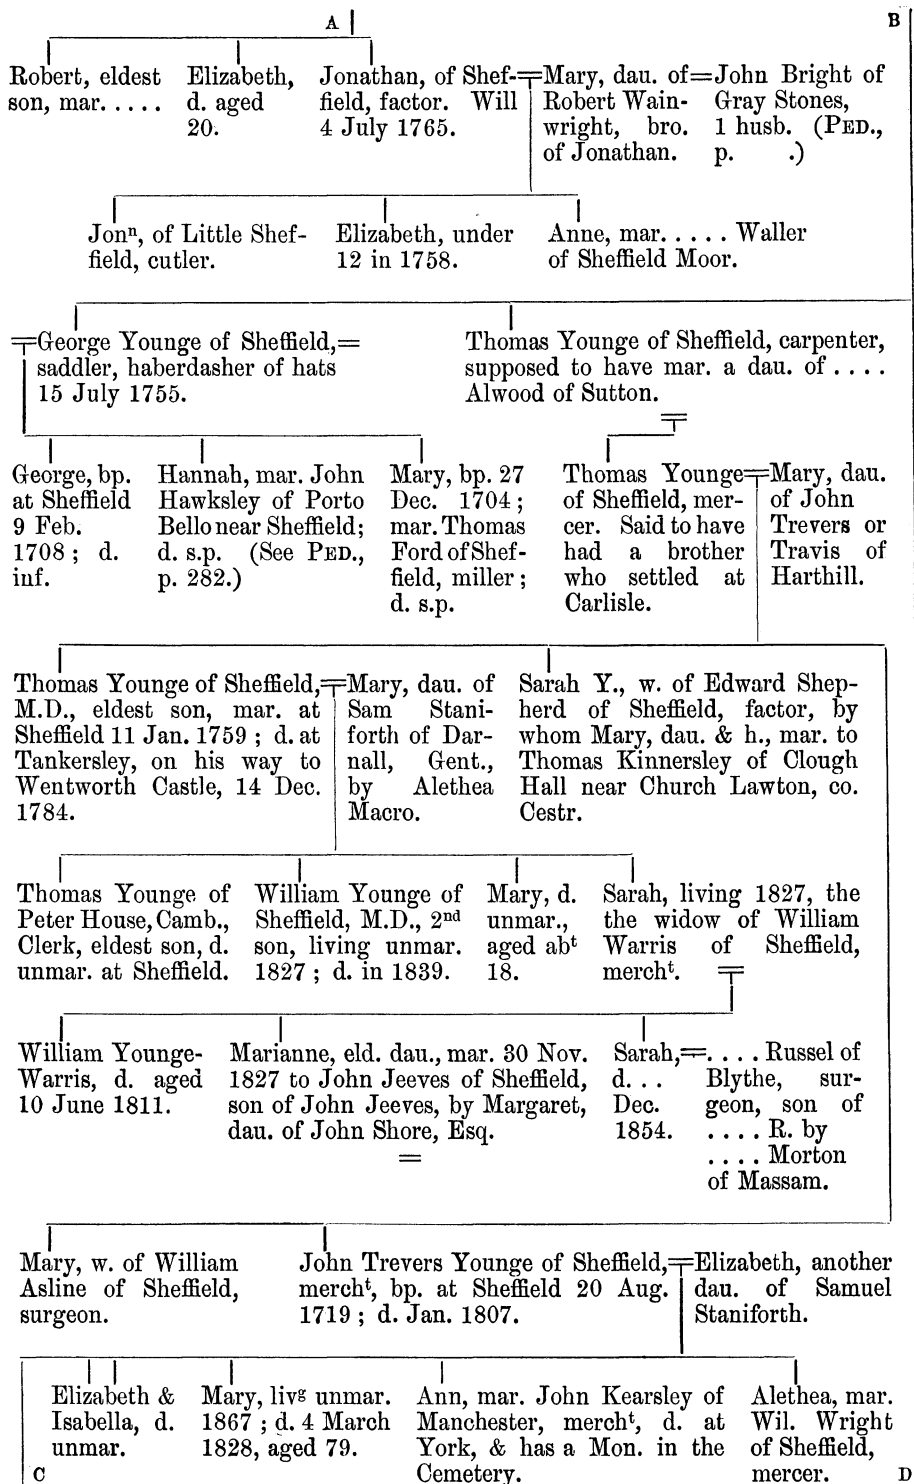 A B
Robert, eldest
son, mar. . . . .
Elizabeth,
d. aged
20.
Jonathan, of Shef-
field, factor. Will
4 July 1765.
Mary, dau. of
Robert Wain-
wright, bro.
of Jonathan.
John Bright of
Gray Stones,
1 husb. (PED.,
p. .)
Jonⁿ, of Little Shef-
field, cutler.
Elizabeth, under
12 in 1758.
Anne, mar. . . . . Waller
of Sheffield Moor.
George Younge of Sheffield,
saddler, haberdasher of hats
15 July 1755.
Thomas Younge of Sheffield, carpenter,
supposed to have mar. a dau. of . . . .
Alwood of Sutton.
George, bp.
at Sheffield
9 Feb.
1708 ; d.
inf.
Hannah, mar. John
Hawksley of Porto
Bello near Sheffield;
d. s.p. (See PED.,
p. 282.)
Mary, bp. 27
Dec. 1704 ;
mar. Thomas
Ford of Shef-
field, miller ;
d. s.p.
Thomas Younge
of Sheffield, mer-
cer. Said to have
had a brother
who settled at
Carlisle.
Mary, dau.
of John
Trevers or
Travis of
Harthill.
Thomas Younge of Sheffield,
M.D., eldest son, mar. at
Sheffield 11 Jan. 1759 ; d. at
Tankersley, on his way to
Wentworth Castle, 14 Dec.
1784.
Mary, dau. of
Sam Stani-
forth of Dar-
nall, Gent.,
by Alethea
Macro.
Sarah Y., w. of Edward Shep-
herd of Sheffield, factor, by
whom Mary, dau. & h., mar. to
Thomas Kinnersley of Clough
Hall near Church Lawton, co.
Cestr.
Thomas Younge of
Peter House, Camb.,
Clerk, eldest son, d.
unmar. at Sheffield.
William Younge of
Sheffield, M.D., 2ⁿᵈ
son, living unmar.
1827 ; d. in 1839.
Mary, d.
unmar.,
aged abᵗ
18.
Sarah, living 1827, the
the widow of William
Warris of Sheffield,
merchᵗ.
William Younge-
Warris, d. aged
10 June 1811.
Marianne, eld. dau., mar. 30 Nov.
1827 to John Jeeves of Sheffield,
son of John Jeeves, by Margaret,
dau. of John Shore, Esq.
Sarah,
d. . .
Dec.
1854.
. . . . Russel of
Blythe, sur-
geon, son of
. . . . R. by
. . . . Morton
of Massam.
Mary, w. of William
Asline of Sheffield,
surgeon.
John Trevers Younge of Sheffield,
merchᵗ, bp. at Sheffield 20 Aug.
1719 ; d. Jan. 1807.
Elizabeth, another
dau. of Samuel
Staniforth.
Elizabeth &
Isabella, d.
unmar.
Mary, livᵍ unmar.
1867 ; d. 4 March
1828, aged 79.
Ann, mar. John Kearsley of
Manchester, merchᵗ, d. at
York, & has a Mon. in the
Cemetery.
Alethea, mar.
Wil. Wright
of Sheffield,
mercer.
C D